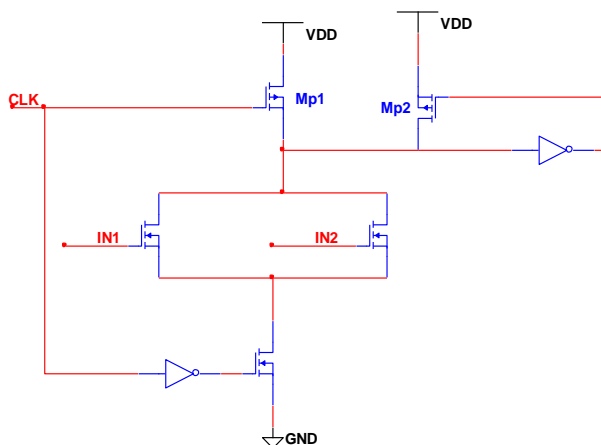 VDD
VDD
CLK
Mp1
Mp2
IN1
IN2
GND